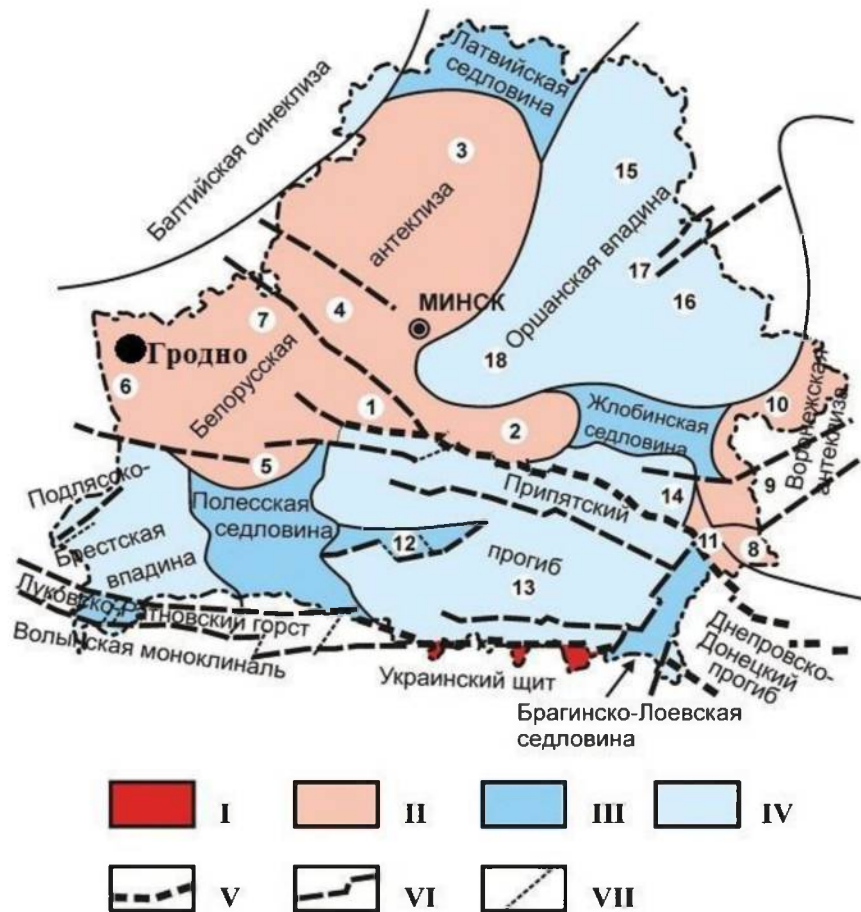 Латвийская
седловина
Балтийская синеклиза
3
15
антеклиза
Оршанская впадина
17
16
4
МИНСК
7
Гродно
6
18
Белорусская
1
2
Жлобинская
седловина
10
Воронежская
антеклиза
9
5
Подлясско-
Брестская
впадина
Полесская
седловина
Припятский
прогиб
14
12
11
8
13
Луковско-Ратновский горст
Волынская моноклиналь
Украинский щит
Днепровско-
Донецкий
прогиб
Брагинско-Лоевская
седловина
I
II
III
IV
V
VI
VII